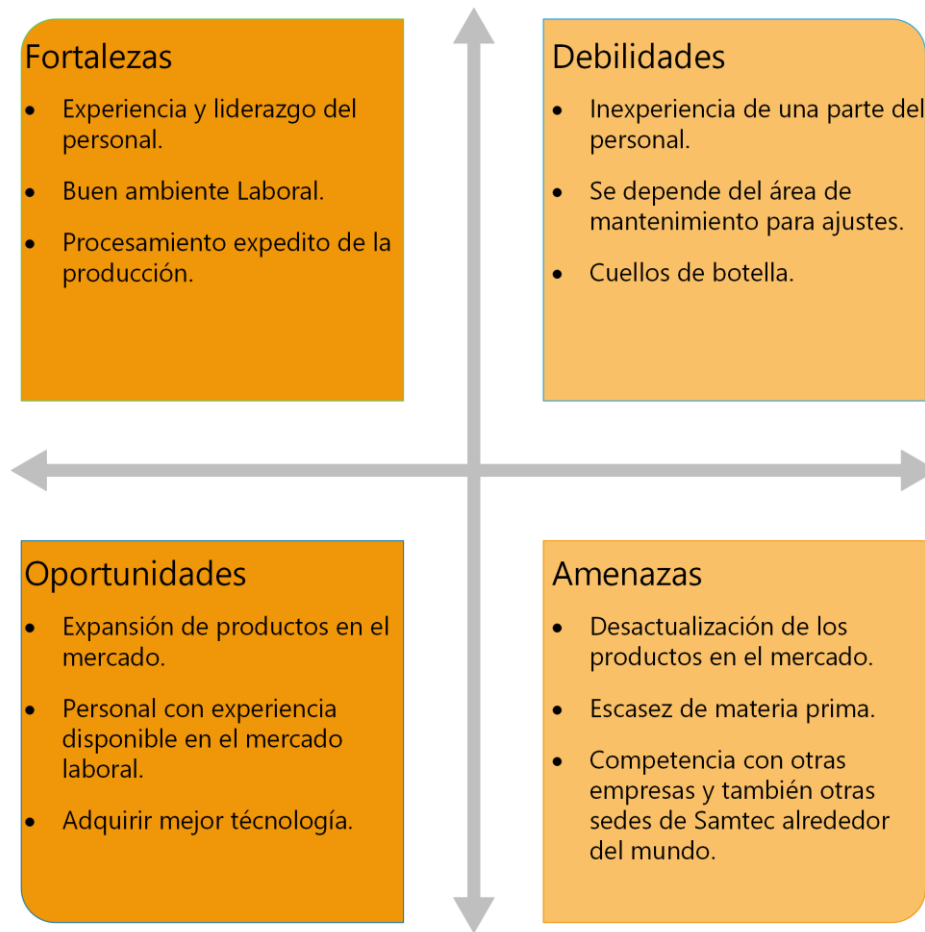 Fortalezas
• Experiencia y liderazgo del
personal.
• Buen ambiente Laboral.
• Procesamiento expedito de la
producción.
Debilidades
• Inexperiencia de una parte del
personal.
• Se depende del área de
mantenimiento para ajustes.
• Cuellos de botella.
Oportunidades
• Expansión de productos en el
mercado.
• Personal con experiencia
disponible en el mercado
laboral.
• Adquirir mejor técnología.
Amenazas
• Desactualización de los
productos en el mercado.
• Escasez de materia prima.
• Competencia con otras
empresas y también otras
sedes de Samtec alrededor
del mundo.